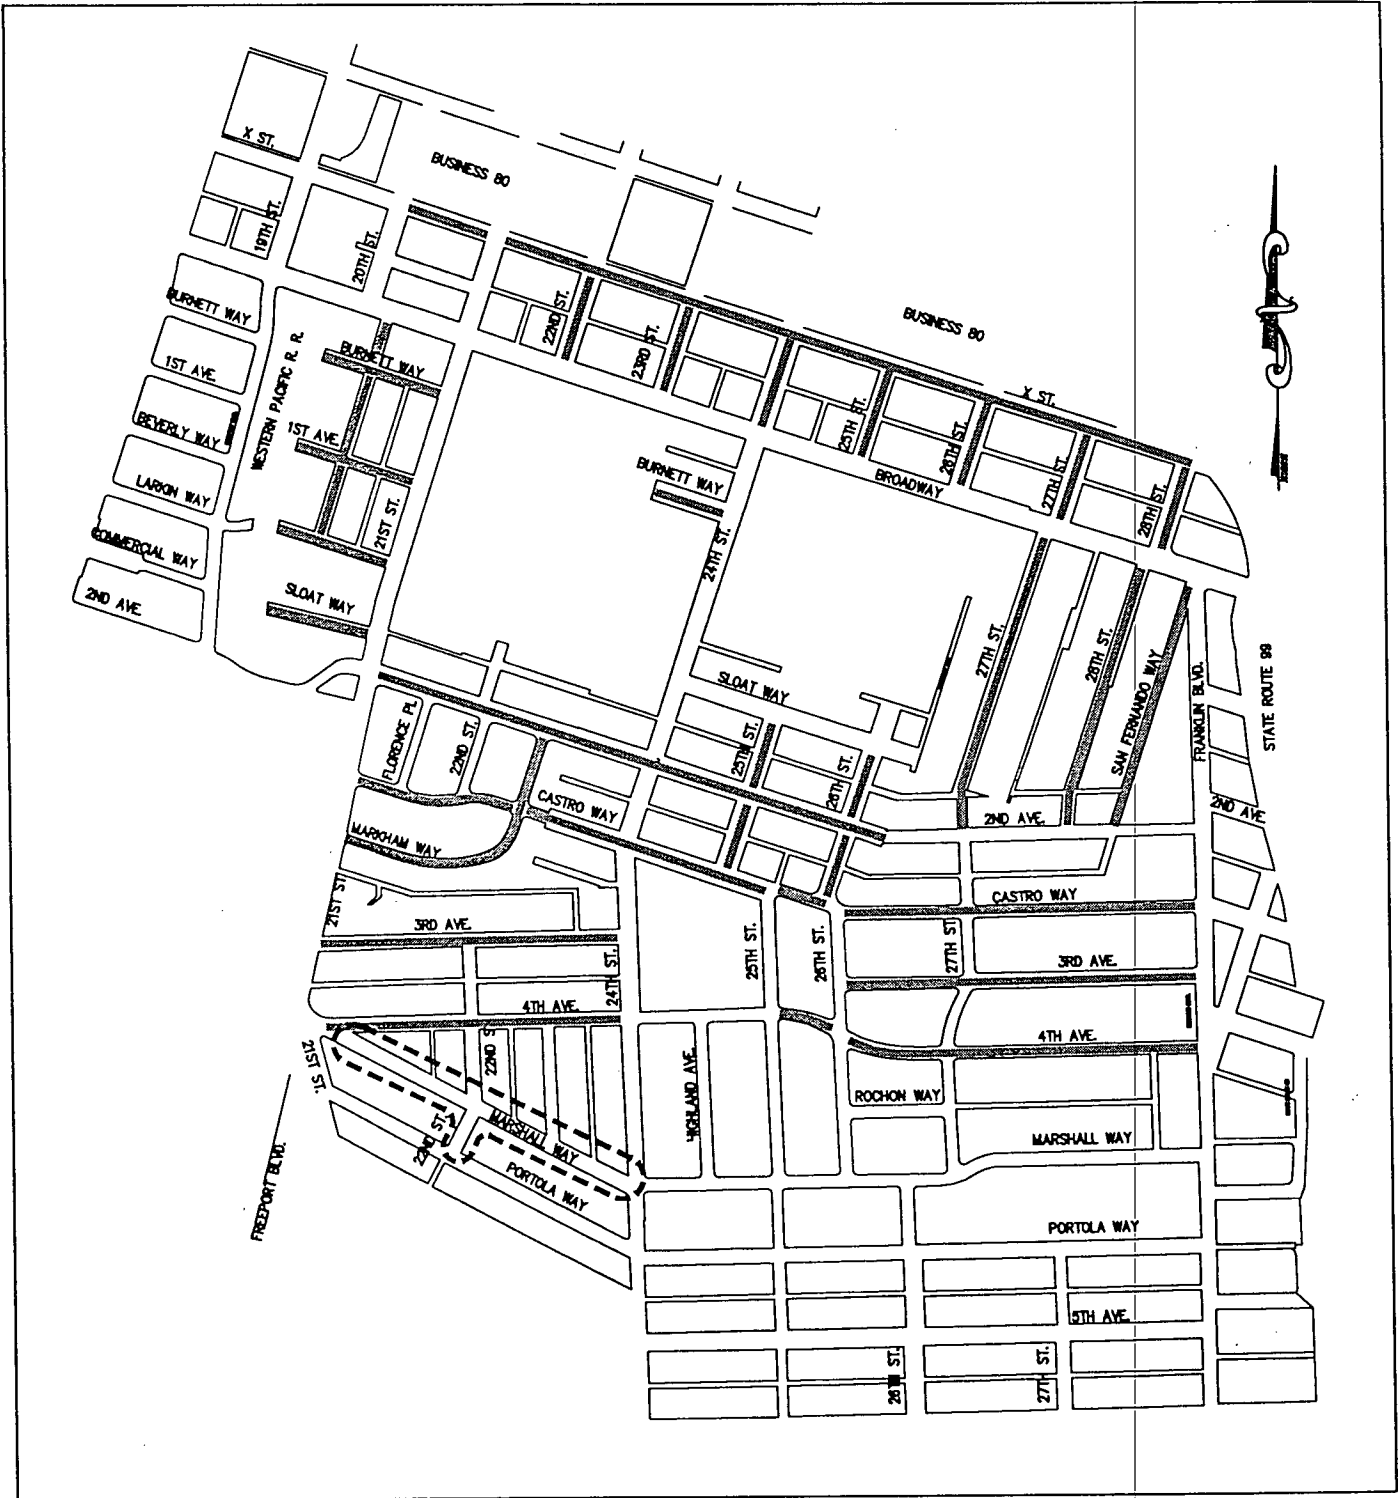 X ST.
BUSINESS 80
19TH ST.
20TH ST.
BURNETT WAY
22ND ST.
23RD ST.
BUSINESS 80
1ST AVE.
WESTERN PACIFIC R. R.
BURNETT WAY
X ST.
BEVERLY WAY
1ST AVE.
25TH ST.
26TH ST.
LARKIN WAY
BURNETT WAY
BROADWAY
27TH ST.
28TH ST.
COMMERCIAL WAY
21ST ST.
24TH ST.
2ND AVE.
SLOAT WAY
27TH ST.
28TH ST.
SAN FERNANDO WAY
FRANKLIN BLVD.
STATE ROUTE 99
SLOAT WAY
FLORENCE PL.
22ND ST.
25TH ST.
26TH ST.
CASTRO WAY
2ND AVE.
2ND AVE.
MARKHAM WAY
21ST ST.
CASTRO WAY
3RD AVE.
25TH ST.
26TH ST.
27TH ST.
3RD AVE.
24TH ST.
4TH AVE.
4TH AVE.
21ST ST.
22ND S
HIGHLAND AVE.
ROCHON WAY
22ND ST.
MARSHALL WAY
MARSHALL WAY
FREEPORT BLVD.
PORTOLA WAY
PORTOLA WAY
5TH AVE.
26TH ST.
27TH ST.